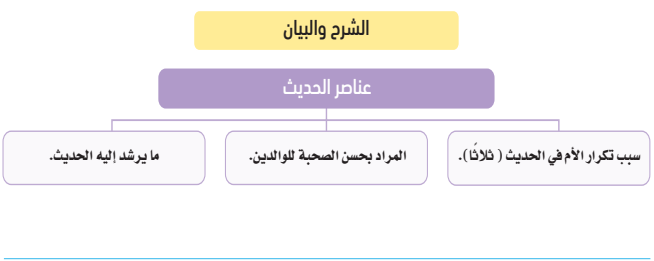 الشرح والبيان
عناصر الحديث
سبب تكرار الأم في الحديث ( ثلاثًا ).
المراد بحسن الصحبة للوالدين.
ما يرشد إليه الحديث.